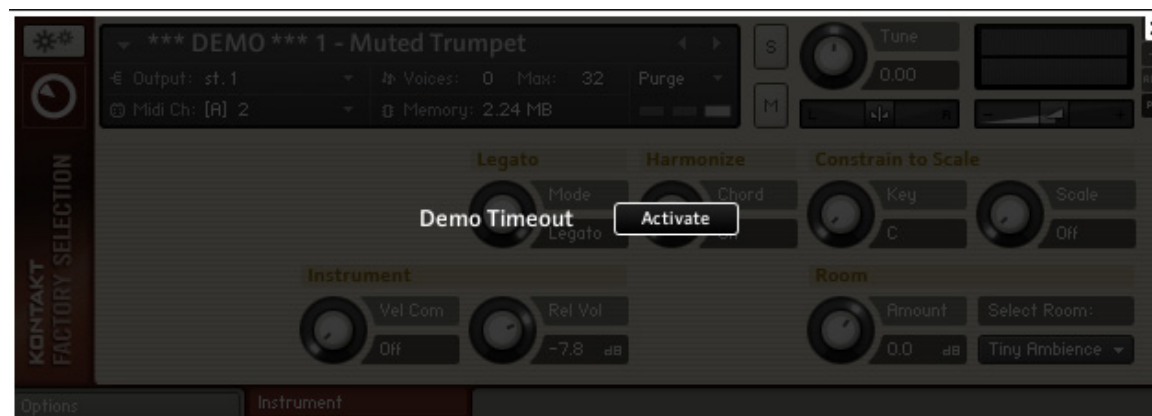 *** DEMO *** 1 - Muted Trumpet
S
Tune
Output: st.1
Voices: 0 Max: 32
Purge
0.00
Midi Ch: [A] 2
Memory: 2.24 MB
M
L R
- +
KONTAKT
FACTORY SELECTION
Legato
Harmonize
Constrain to Scale
Mode
Chord
Key
Scale
Demo Timeout
Activate
Legato
C
Off
Instrument
Room
Vel Com
Rel Vol
Amount
Select Room:
Off
-7.8 dB
0.0 dB
Tiny Ambience
Options
Instrument